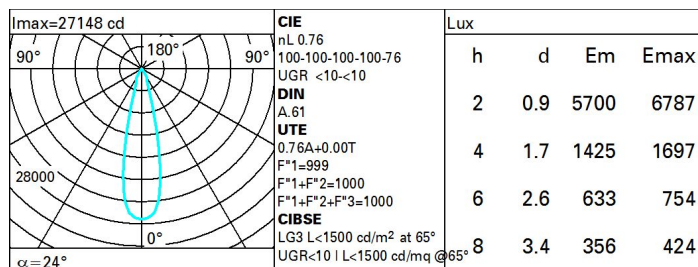 Imax=27148 cd
90° 180° 90°
28000
0°
α=24°
CIE
nL 0.76
100-100-100-100-76
UGR <10-<10
DIN
A.61
UTE
0.76A+0.00T
F"1=999
F"1+F"2=1000
F"1+F"2+F"3=1000
CIBSE
LG3 L<1500 cd/m² at 65°
UGR<10 | L<1500 cd/mq @65°
Lux
h d Em Emax
2 0.9 5700 6787
4 1.7 1425 1697
6 2.6 633 754
8 3.4 356 424